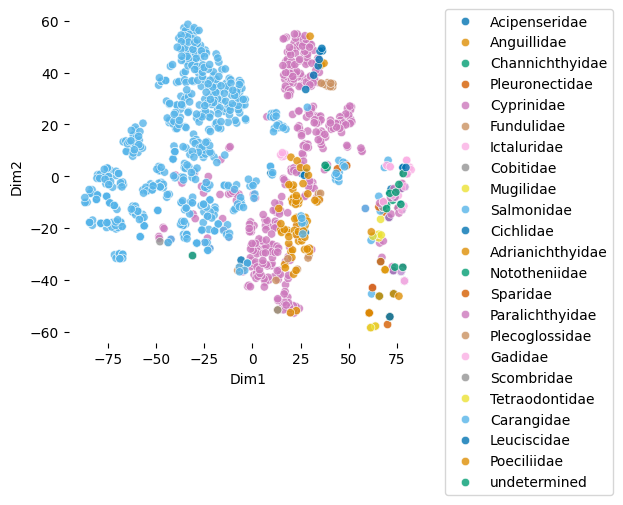 60
40
20
0
−20
−40
−60
Dim2
−75 −50 −25 0 25 50 75
Dim1
Acipenseridae
Anguillidae
Channichthyidae
Pleuronectidae
Cyprinidae
Fundulidae
Ictaluridae
Cobitidae
Mugilidae
Salmonidae
Cichlidae
Adrianichthyidae
Nototheniidae
Sparidae
Paralichthyidae
Plecoglossidae
Gadidae
Scombridae
Tetraodontidae
Carangidae
Leuciscidae
Poeciliidae
undetermined